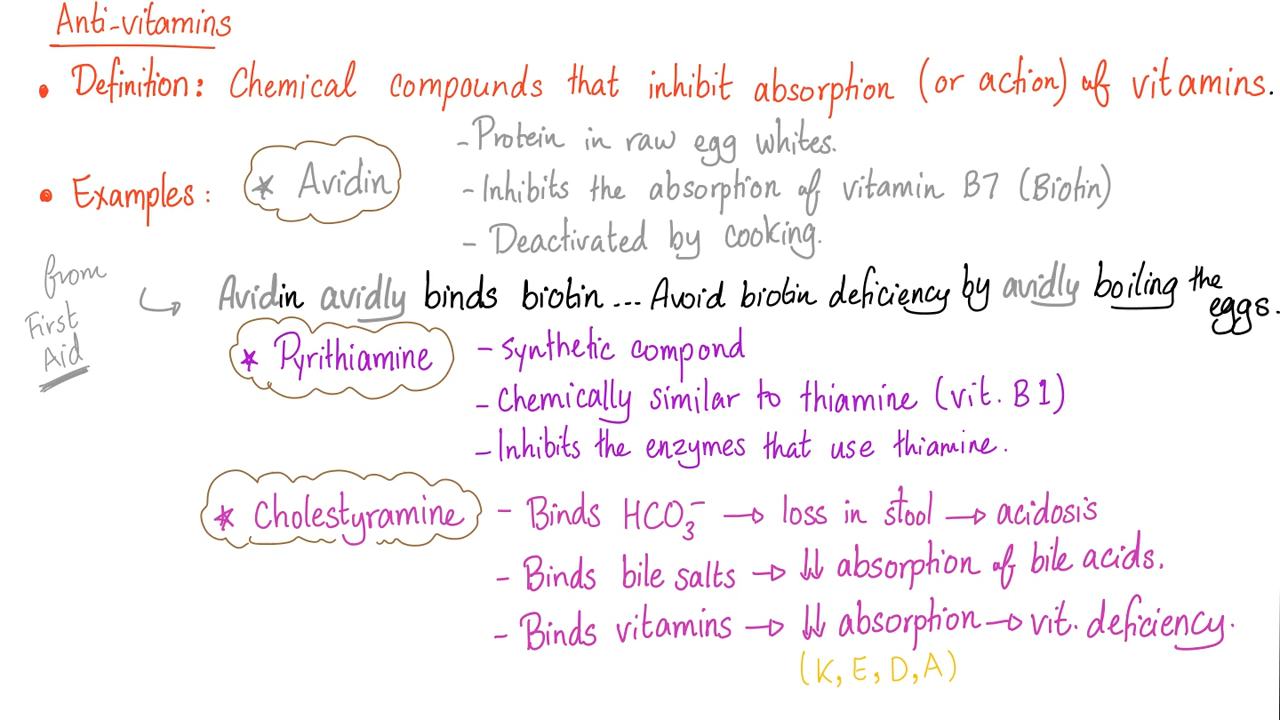 Anti-vitamins
• Definition: Chemical compounds that inhibit absorption (or action) of vitamins.
• Examples: * Avidin
- Protein in raw egg whites.
- Inhibits the absorption of vitamin B7 (Biotin)
- Deactivated by cooking.
from First Aid
↳ Avidin avidly binds biotin... Avoid biotin deficiency by avidly boiling the eggs.
* Pyrithiamine
- Synthetic compond
- Chemically similar to thiamine (vit. B1)
- Inhibits the enzymes that use thiamine.
* Cholestyramine
- Binds HCO₃⁻ → loss in stool → acidosis
- Binds bile salts → ↓↓ absorption of bile acids.
- Binds vitamins → ↓↓ absorption → vit. deficiency.
(K, E, D, A)